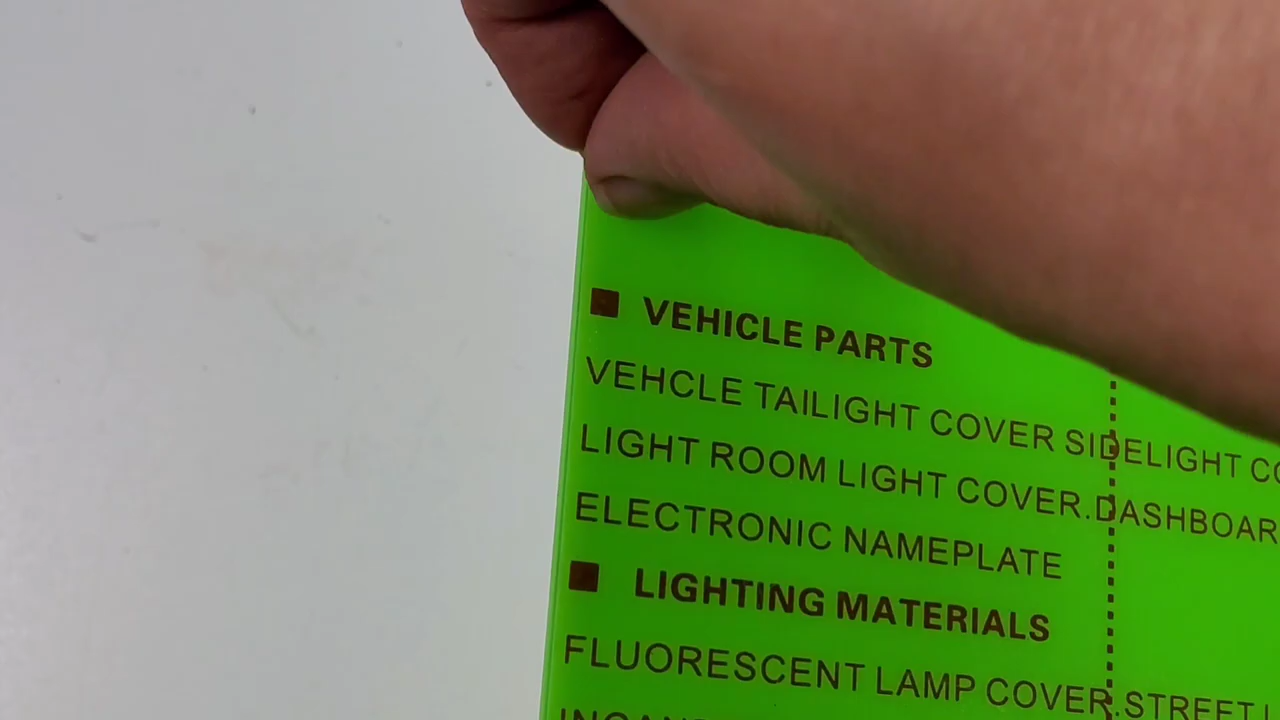 ■ VEHICLE PARTS
VEHCLE TAILIGHT COVER SIDELIGHT
LIGHT ROOM LIGHT COVER.DASHBOAR
ELECTRONIC NAMEPLATE
■ LIGHTING MATERIALS
FLUORESCENT LAMP COVER.STREET